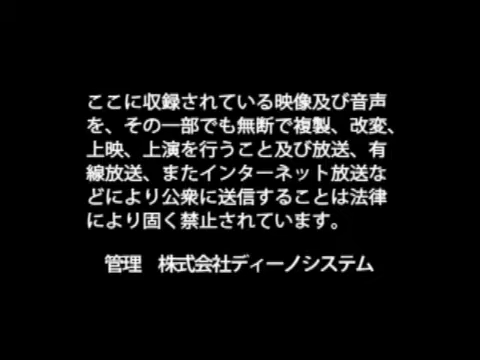 ここに収録されている映像及び音声
を、その一部でも無断で複製、改変、
上映、上演を行うこと及び放送、有
線放送、またインターネット放送な
どにより公衆に送信することは法律
により固く禁止されています。
管理　株式会社ディーノシステム